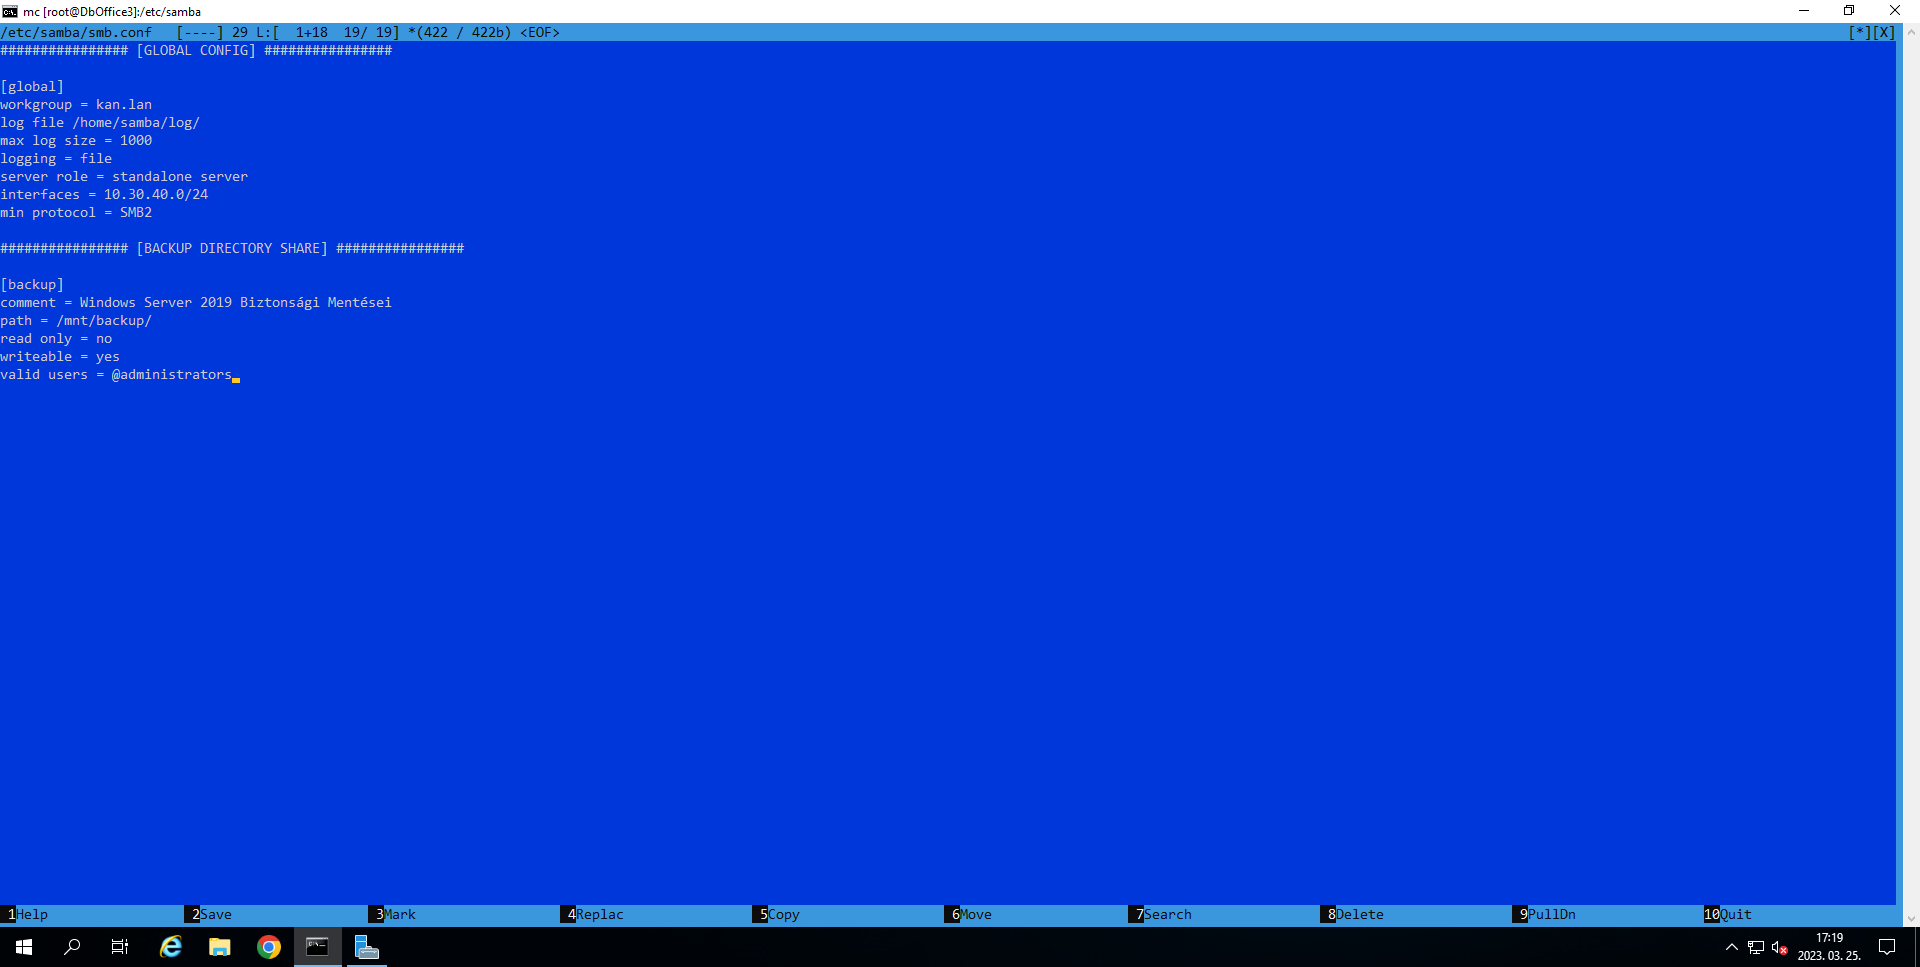 mc [root@DbOffice3]:/etc/samba
/etc/samba/smb.conf [----] 29 L:[ 1+18 19/ 19] *(422 / 422b) <EOF> [*][X]
################ [GLOBAL CONFIG] ################
[global]
workgroup = kan.lan
log file /home/samba/log/
max log size = 1000
logging = file
server role = standalone server
interfaces = 10.30.40.0/24
min protocol = SMB2
################ [BACKUP DIRECTORY SHARE] ################
[backup]
comment = Windows Server 2019 Biztonsági Mentései
path = /mnt/backup/
read only = no
writeable = yes
valid users = @administrators
1Help 2Save 3Mark 4Replac 5Copy 6Move 7Search 8Delete 9PullDn 10Quit
17:19
2023. 03. 25.